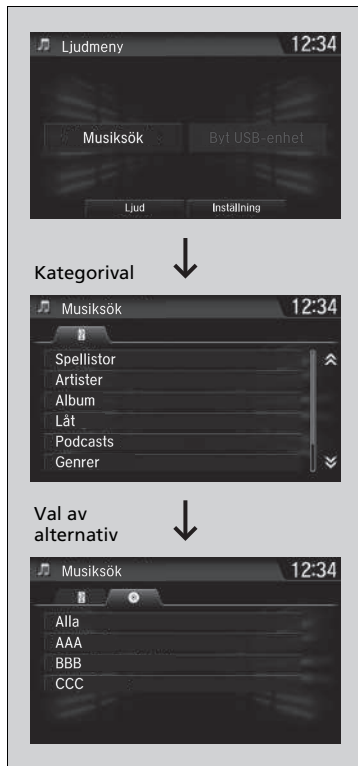 Ljudmeny 12:34
Musiksök Byt USB-enhet
Ljud Inställning
Kategorival
Musiksök 12:34
Spellistor
Artister
Album
Låt
Podcasts
Genrer
Val av
alternativ
Musiksök 12:34
Alla
AAA
BBB
CCC